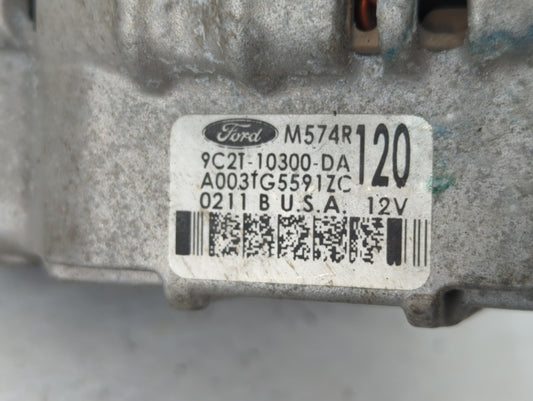 Ford M574R 120
9C2T-10300-DA
A003TG5591ZC
0211 B U.S.A. 12V